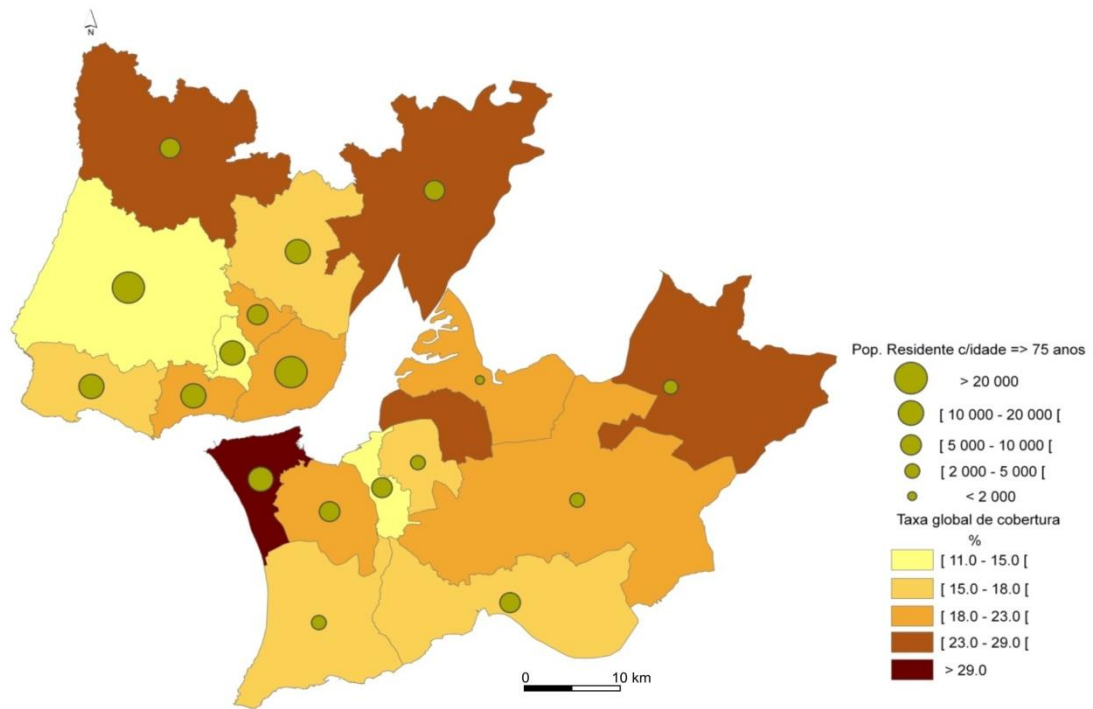 N
Pop. Residente c/idade => 75 anos
> 20 000
[ 10 000 - 20 000 [
[ 5 000 - 10 000 [
[ 2 000 - 5 000 [
< 2 000
Taxa global de cobertura
%
[ 11.0 - 15.0 [
[ 15.0 - 18.0 [
[ 18.0 - 23.0 [
[ 23.0 - 29.0 [
> 29.0
0 10 km